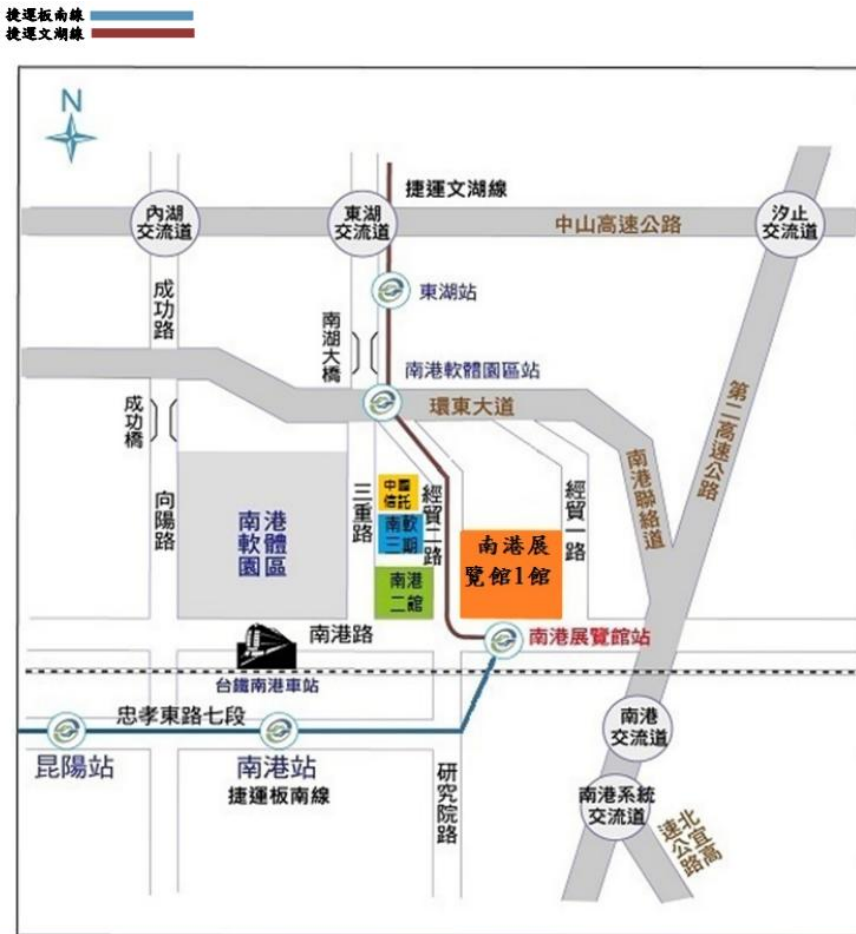 捷運板南線
捷運文湖線
N
捷運文湖線
內湖
交流道
東湖
交流道
中山高速公路
汐止
交流道
成功路
東湖站
南湖大橋
南港軟體園區站
環東大道
第二高速公路
成功橋
南港聯絡道
向陽路
南港
軟體
園區
三重路
中國
信託
經貿二路
南軟
三期
經貿一路
南港展
覽館1館
南港
二館
南港路
南港展覽館站
台鐵南港車站
忠孝東路七段
南港
交流道
昆陽站
南港站
捷運板南線
研究院路
南港系統
交流道
北宜高
速公路